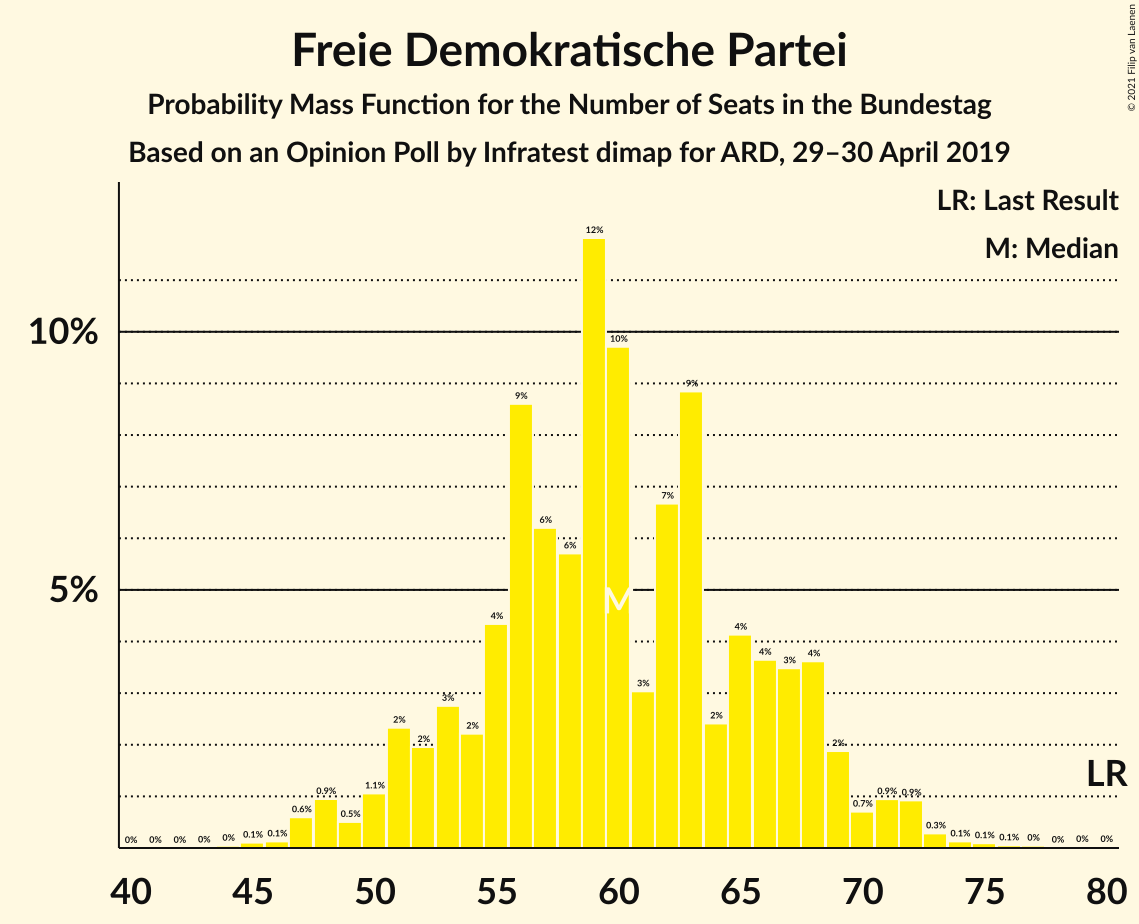 Freie Demokratische Partei
Probability Mass Function for the Number of Seats in the Bundestag
Based on an Opinion Poll by Infratest dimap for ARD, 29–30 April 2019
© 2021 Filip van Laenen
LR: Last Result
M: Median
10%
5%
0% 0% 0% 0% 0% 0.1% 0.1% 0.6% 0.9% 0.5% 1.1% 2% 2% 3% 2% 4% 9% 6% 6% 12% 10% 3% 7% 9% 2% 4% 4% 3% 4% 2% 0.7% 0.9% 0.9% 0.3% 0.1% 0.1% 0.1% 0% 0% 0% 0%
M
LR
40 45 50 55 60 65 70 75 80